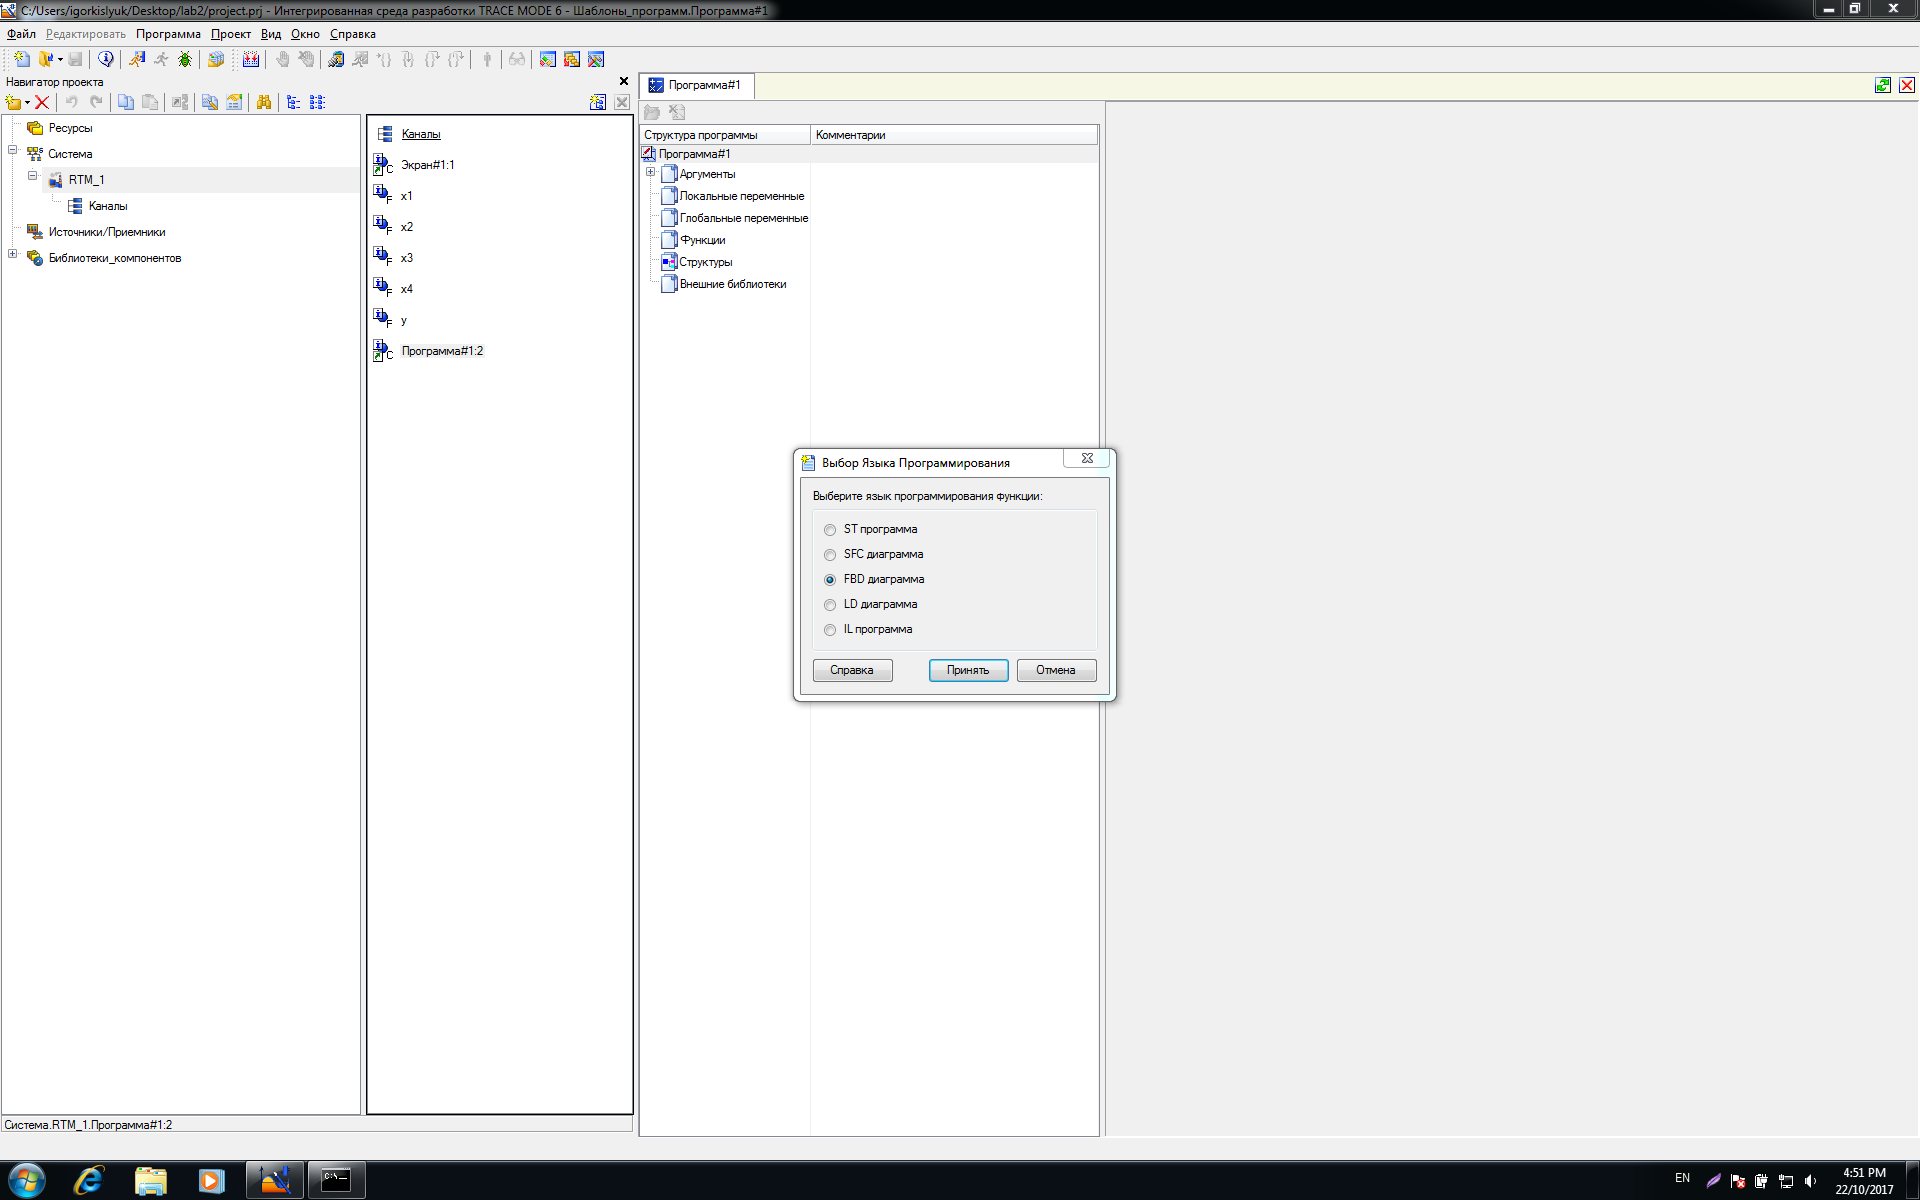 C:/Users/igorkislyuk/Desktop/lab2/project.prj - Интегрированная среда разработки TRACE MODE 6 - Шаблоны_программ.Программа#1
Файл Редактировать Программа Проект Вид Окно Справка
Навигатор проекта
Ресурсы
Система
RTM_1
Каналы
Источники/Приемники
Библиотеки_компонентов
Каналы
Экран#1:1
x1
x2
x3
x4
y
Программа#1:2
Программа#1
Структура программы Комментарии
Программа#1
Аргументы
Локальные переменные
Глобальные переменные
Функции
Структуры
Внешние библиотеки
Выбор Языка Программирования
Выберите язык программирования функции:
ST программа
SFC диаграмма
FBD диаграмма
LD диаграмма
IL программа
Справка Принять Отмена
Система.RTM_1.Программа#1:2
EN
4:51 PM
22/10/2017